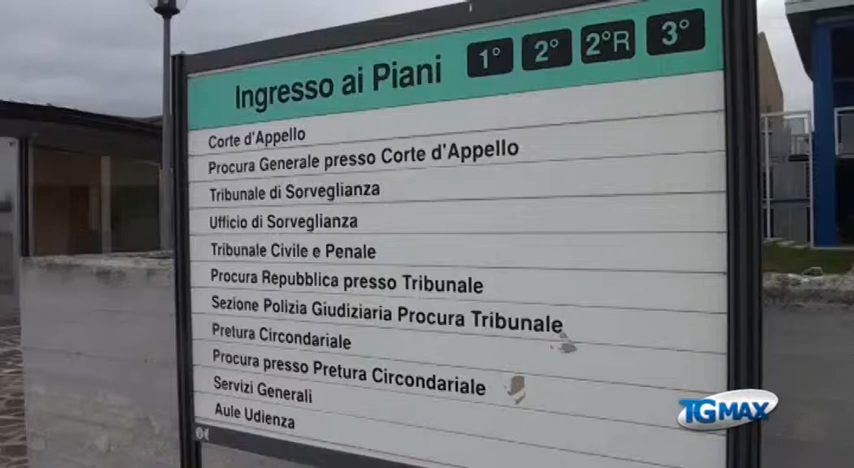 Ingresso ai Piani 1° 2° 2°R 3°
Corte d'Appello
Procura Generale presso Corte d'Appello
Tribunale di Sorveglianza
Ufficio di Sorveglianza
Tribunale Civile e Penale
Procura Repubblica presso Tribunale
Sezione Polizia Giudiziaria Procura Tribunale
Pretura Circondariale
Procura presso Pretura Circondariale
Servizi Generali
Aule Udienza
TGMAX